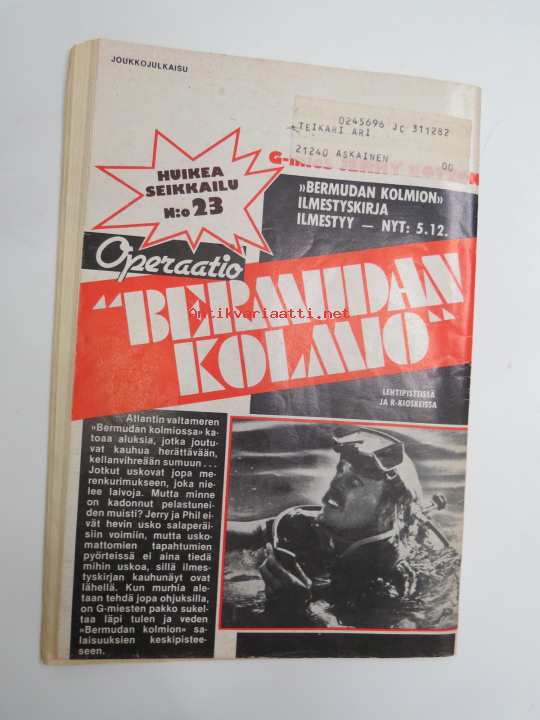 JOUKKOJULKAISU
0245696 JC 311282
TEIKARI ARI
21240 ASKAINEN 00
HUIKEA
SEIKKAILU
N:o 23
»BERMUDAN KOLMION»
ILMESTYSKIRJA
ILMESTYY — NYT: 5.12.
Operaatio
"BERMUDAN
KOLMIO"
Antikvariaatti.net
LEHTIPISTEISSÄ
JA R-KIOSKEISSA
Atlantin valtameren
»Bermudan kolmiossa» ka-
toaa aluksia, jotka joutu-
vat kauhua herättävään,
keilanvihreään sumuun . . .
Jotkut uskovat jopa me-
renkurimukseen, joka nie-
lee laivoja. Mutta minne
on kadonnut pelastunei-
den muisti? Jerry ja Phil ei-
vät hevin usko salaperäi-
siin voimiin, mutta usko-
mattomien tapahtumien
pyörteissä ei aina tiedä
mihin uskoa, sillä ilmes-
tyskirjan kauhunäyt ovat
lähellä. Kun murhia ale-
taan tehdä jopa ohjuksilla,
on G-miesten pakko sukel-
taa läpi tulen ja veden
»Bermudan kolmion» sa-
laisuuksien keskipistee-
seen.